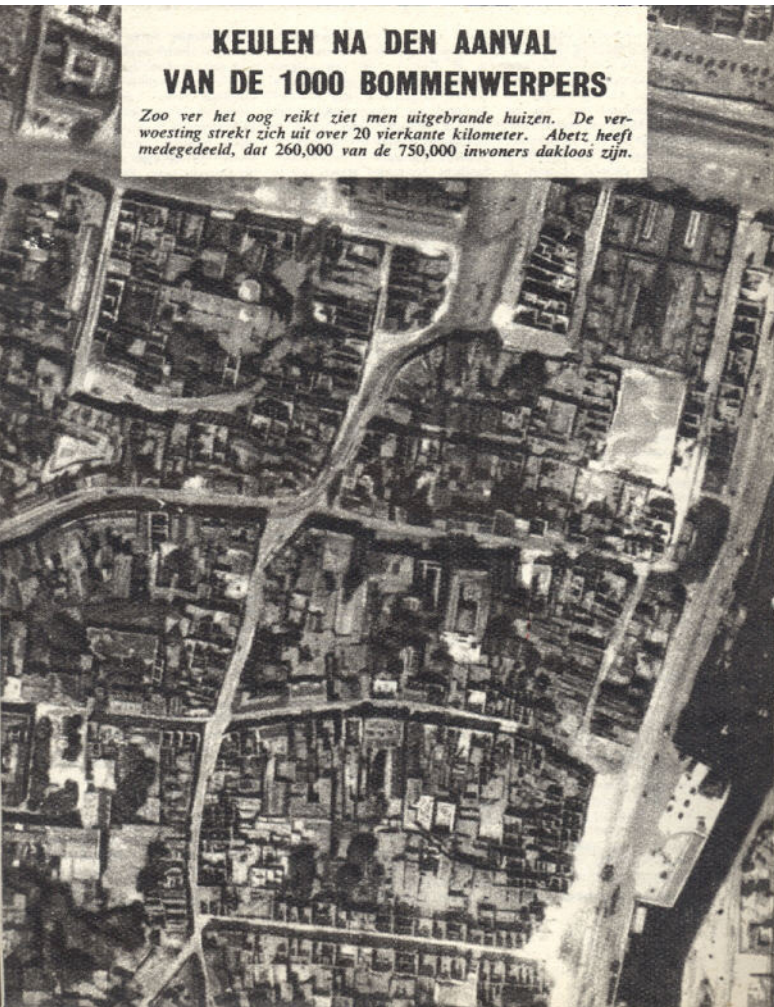 KEULEN NA DEN AANVAL
VAN DE 1000 BOMMENWERPERS
Zoo ver het oog reikt ziet men uitgebrande huizen. De ver-
woesting strekt zich uit over 20 vierkante kilometer. Abetz heeft
medegedeeld, dat 260,000 van de 750,000 inwoners dakloos zijn.